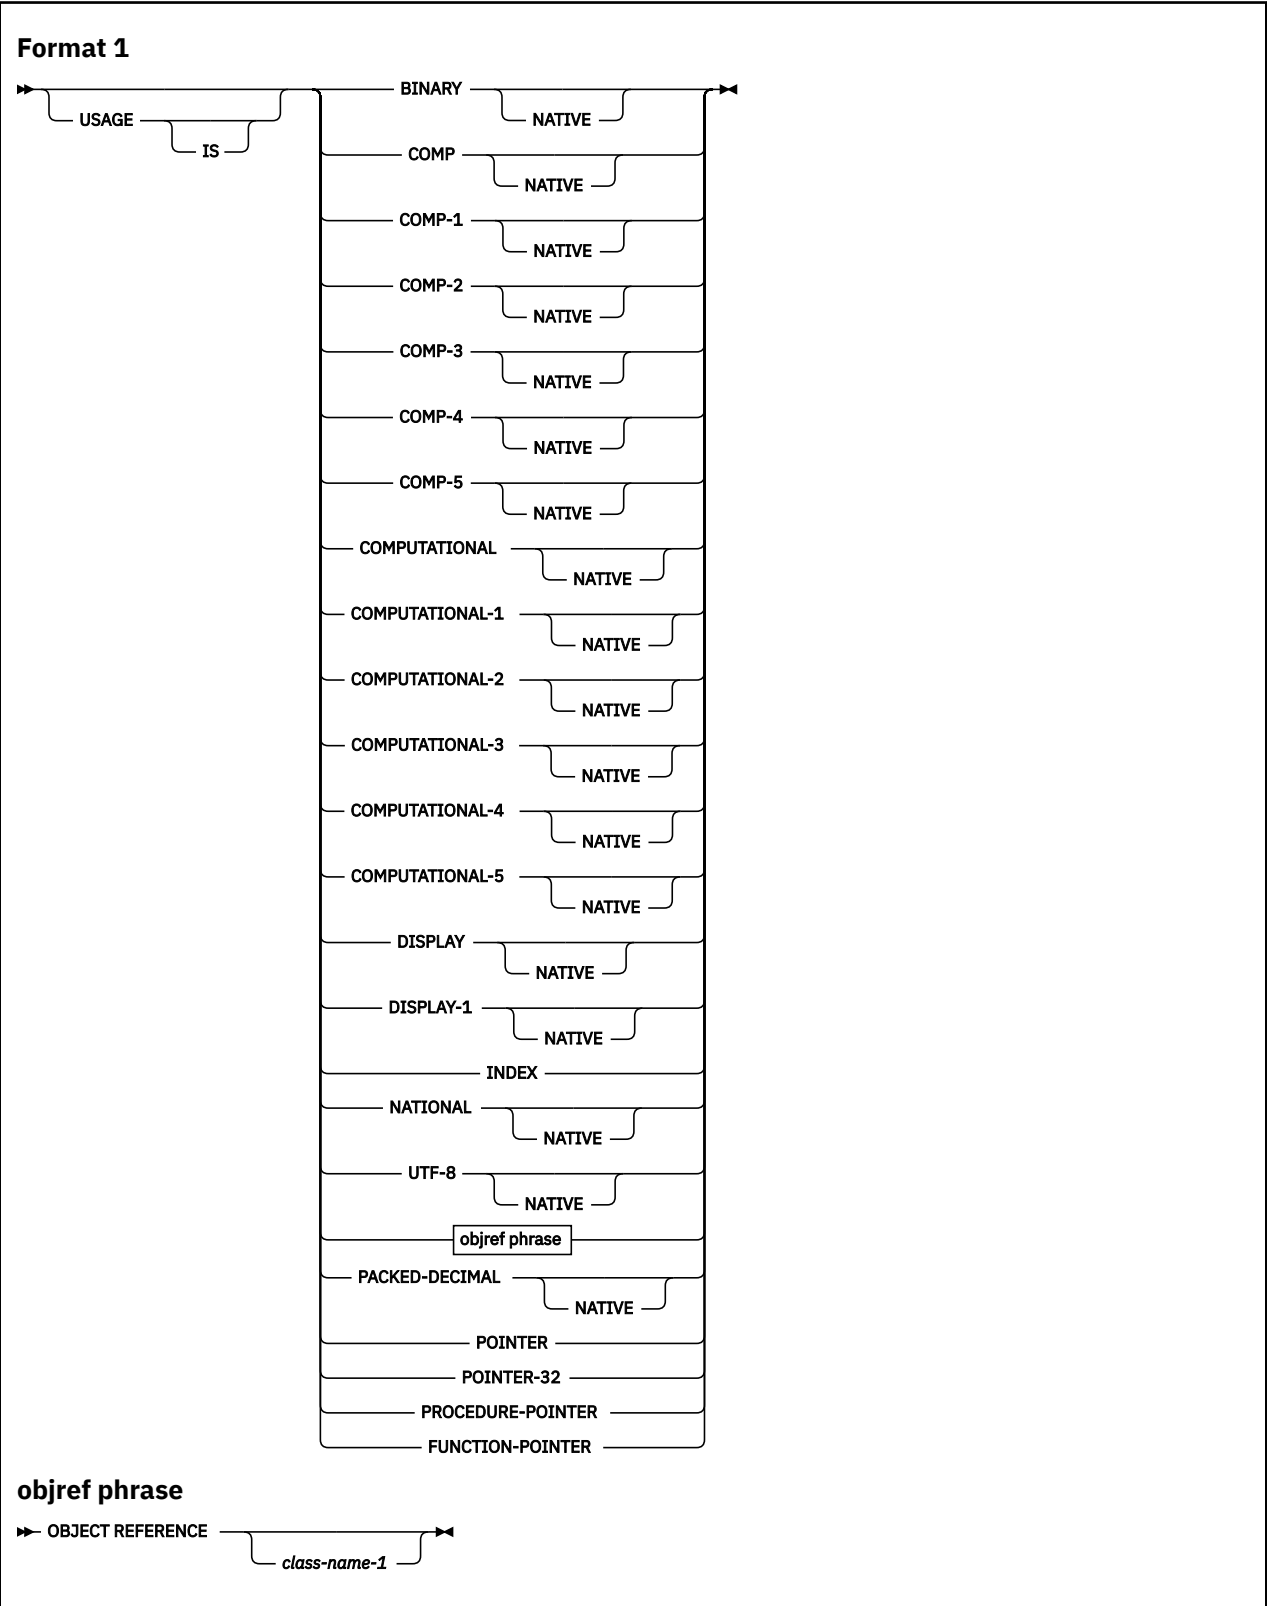 Format 1
BINARY
USAGE NATIVE
IS
COMP
NATIVE
COMP-1
NATIVE
COMP-2
NATIVE
COMP-3
NATIVE
COMP-4
NATIVE
COMP-5
NATIVE
COMPUTATIONAL
NATIVE
COMPUTATIONAL-1
NATIVE
COMPUTATIONAL-2
NATIVE
COMPUTATIONAL-3
NATIVE
COMPUTATIONAL-4
NATIVE
COMPUTATIONAL-5
NATIVE
DISPLAY
NATIVE
DISPLAY-1
NATIVE
INDEX
NATIONAL
NATIVE
UTF-8
NATIVE
objref phrase
PACKED-DECIMAL
NATIVE
POINTER
POINTER-32
PROCEDURE-POINTER
FUNCTION-POINTER
objref phrase
OBJECT REFERENCE
class-name-1